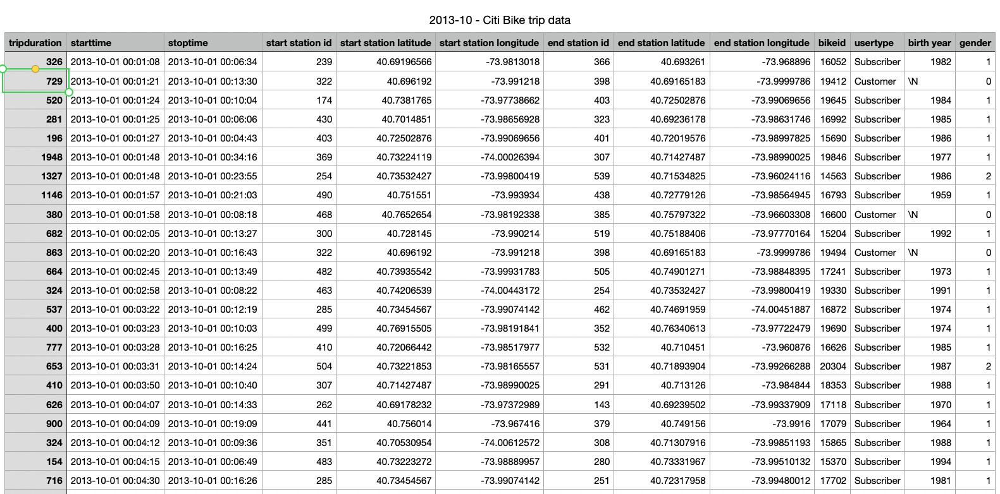 2013-10 - Citi Bike trip data
tripduration starttime stoptime start station id start station latitude start station longitude end station id end station latitude end station longitude bikeid usertype birth year gender
326 2013-10-01 00:01:08 2013-10-01 00:06:34 239 40.69196566 -73.9813018 366 40.693261 -73.968896 16052 Subscriber 1982 1
729 2013-10-01 00:01:21 2013-10-01 00:13:30 322 40.696192 -73.991218 398 40.69165183 -73.9999786 19412 Customer \N 0
520 2013-10-01 00:01:24 2013-10-01 00:10:04 174 40.7381765 -73.97738662 403 40.72502876 -73.99069656 19645 Subscriber 1984 1
281 2013-10-01 00:01:25 2013-10-01 00:06:06 430 40.7014851 -73.98656928 323 40.69236178 -73.98631746 16992 Subscriber 1985 1
196 2013-10-01 00:01:27 2013-10-01 00:04:43 403 40.72502876 -73.99069656 401 40.72019576 -73.98997825 15690 Subscriber 1986 1
1948 2013-10-01 00:01:48 2013-10-01 00:34:16 369 40.73224119 -74.00026394 307 40.71427487 -73.98990025 19846 Subscriber 1977 1
1327 2013-10-01 00:01:48 2013-10-01 00:23:55 254 40.73532427 -73.99800419 539 40.71534825 -73.96024116 14563 Subscriber 1986 2
1146 2013-10-01 00:01:57 2013-10-01 00:21:03 490 40.751551 -73.993934 438 40.72779126 -73.98564945 16793 Subscriber 1959 1
380 2013-10-01 00:01:58 2013-10-01 00:08:18 468 40.7652654 -73.98192338 385 40.75797322 -73.96603308 16600 Customer \N 0
682 2013-10-01 00:02:05 2013-10-01 00:13:27 300 40.728145 -73.990214 519 40.75188406 -73.97770164 15204 Subscriber 1992 1
863 2013-10-01 00:02:20 2013-10-01 00:16:43 322 40.696192 -73.991218 398 40.69165183 -73.9999786 19494 Customer \N 0
664 2013-10-01 00:02:45 2013-10-01 00:13:49 482 40.73935542 -73.99931783 505 40.74901271 -73.98848395 17241 Subscriber 1973 1
324 2013-10-01 00:02:58 2013-10-01 00:08:22 463 40.74206539 -74.00443172 254 40.73532427 -73.99800419 19330 Subscriber 1991 1
537 2013-10-01 00:03:22 2013-10-01 00:12:19 285 40.73454567 -73.99074142 462 40.74691959 -74.00451887 16872 Subscriber 1974 1
400 2013-10-01 00:03:23 2013-10-01 00:10:03 499 40.76915505 -73.98191841 352 40.76340613 -73.97722479 19690 Subscriber 1974 1
777 2013-10-01 00:03:28 2013-10-01 00:16:25 410 40.72066442 -73.98517977 532 40.710451 -73.960876 16626 Subscriber 1985 1
653 2013-10-01 00:03:31 2013-10-01 00:14:24 504 40.73221853 -73.98165557 531 40.71893904 -73.99266288 20304 Subscriber 1987 2
410 2013-10-01 00:03:50 2013-10-01 00:10:40 307 40.71427487 -73.98990025 291 40.713126 -73.984844 18353 Subscriber 1988 1
626 2013-10-01 00:04:07 2013-10-01 00:14:33 262 40.69178232 -73.97372989 143 40.69239502 -73.99337909 17118 Subscriber 1970 1
900 2013-10-01 00:04:09 2013-10-01 00:19:09 441 40.756014 -73.967416 379 40.749156 -73.9916 17079 Subscriber 1964 1
324 2013-10-01 00:04:12 2013-10-01 00:09:36 351 40.70530954 -74.00612572 308 40.71307916 -73.99851193 15865 Subscriber 1988 1
154 2013-10-01 00:04:15 2013-10-01 00:06:49 483 40.73223272 -73.98889957 280 40.73331967 -73.99510132 15370 Subscriber 1994 1
716 2013-10-01 00:04:30 2013-10-01 00:16:26 285 40.73454567 -73.99074142 251 40.72317958 -73.99480012 17702 Subscriber 1981 1